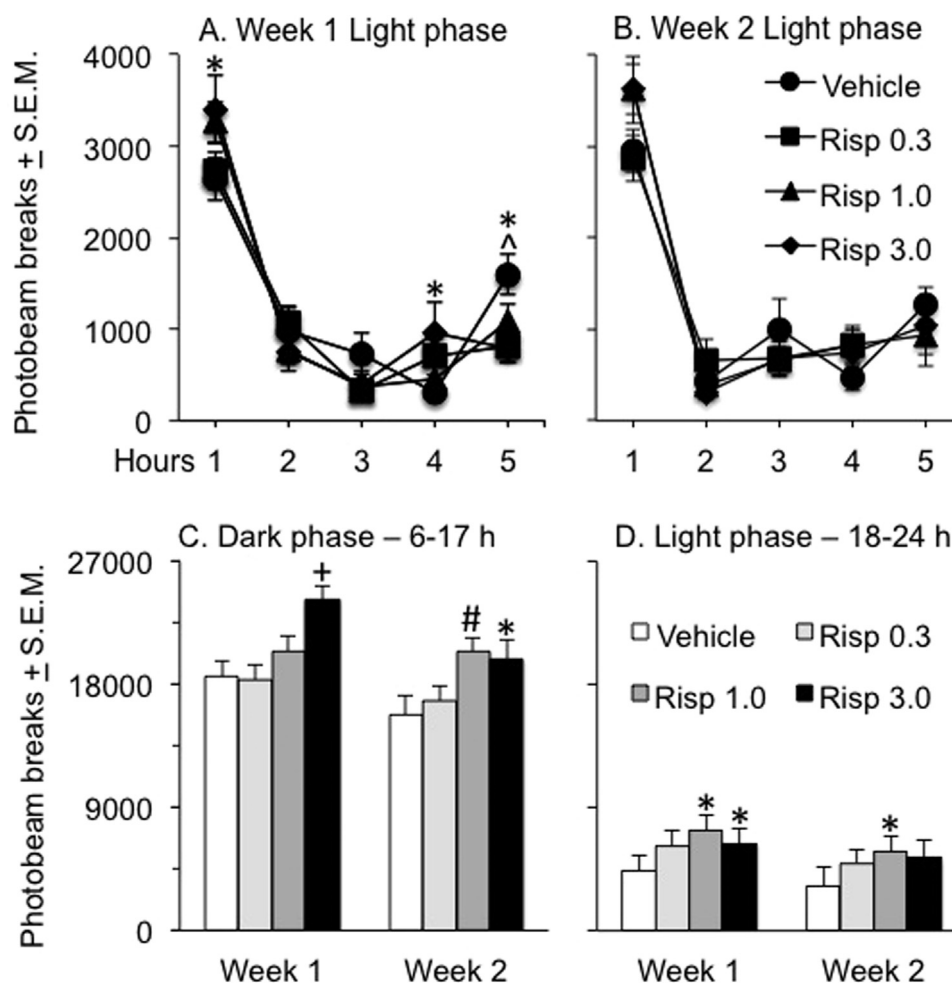 A. Week 1 Light phase
B. Week 2 Light phase
Photobeam breaks ± S.E.M.
4000
3000
2000
1000
0
*
*
*
^
Vehicle
Risp 0.3
Risp 1.0
Risp 3.0
Hours 1 2 3 4 5
1 2 3 4 5
C. Dark phase – 6-17 h
D. Light phase – 18-24 h
Photobeam breaks ± S.E.M.
27000
18000
9000
0
+
#
*
Vehicle
Risp 0.3
Risp 1.0
Risp 3.0
*
*
*
Week 1
Week 2
Week 1
Week 2